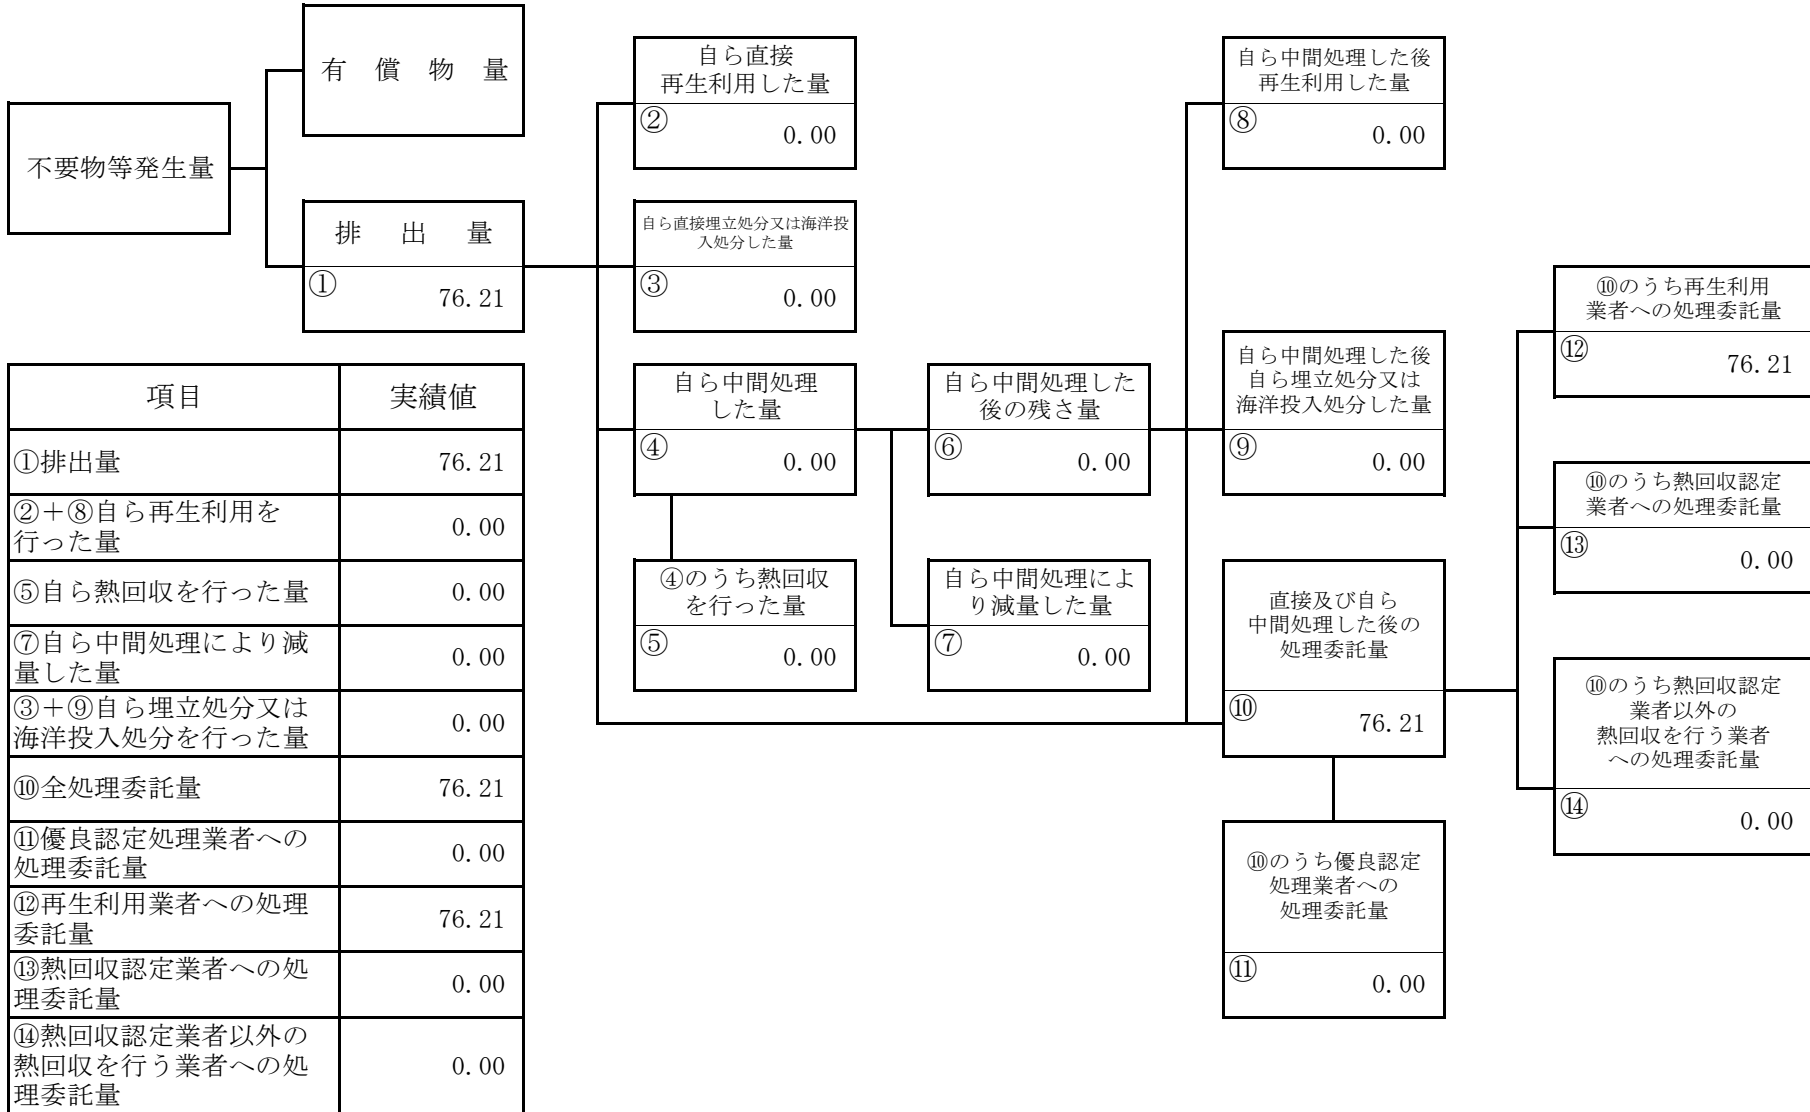 不要物等発生量
有 償 物 量
排 出 量
① 76.21
自ら直接
再生利用した量
② 0.00
自ら直接埋立処分又は海洋投
入処分した量
③ 0.00
自ら中間処理
した量
④ 0.00
④のうち熱回収
を行った量
⑤ 0.00
自ら中間処理した
後の残さ量
⑥ 0.00
自ら中間処理によ
り減量した量
⑦ 0.00
自ら中間処理した後
再生利用した量
⑧ 0.00
自ら中間処理した後
自ら埋立処分又は
海洋投入処分した量
⑨ 0.00
直接及び自ら
中間処理した後の
処理委託量
⑩ 76.21
⑩のうち優良認定
処理業者への
処理委託量
⑪ 0.00
⑩のうち再生利用
業者への処理委託量
⑫ 76.21
⑩のうち熱回収認定
業者への処理委託量
⑬ 0.00
⑩のうち熱回収認定
業者以外の
熱回収を行う業者
への処理委託量
⑭ 0.00
項目 実績値
①排出量 76.21
②＋⑧自ら再生利用を
行った量 0.00
⑤自ら熱回収を行った量 0.00
⑦自ら中間処理により減
量した量 0.00
③＋⑨自ら埋立処分又は
海洋投入処分を行った量 0.00
⑩全処理委託量 76.21
⑪優良認定処理業者への
処理委託量 0.00
⑫再生利用業者への処理
委託量 76.21
⑬熱回収認定業者への処
理委託量 0.00
⑭熱回収認定業者以外の
熱回収を行う業者への処
理委託量 0.00